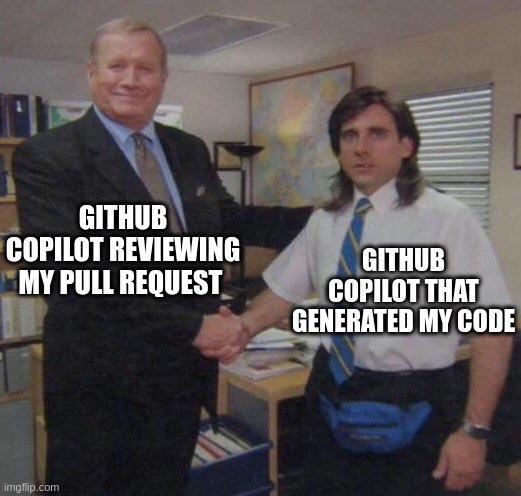 GITHUB
COPILOT REVIEWING
MY PULL REQUEST
GITHUB
COPILOT THAT
GENERATED MY CODE
imgflip.com